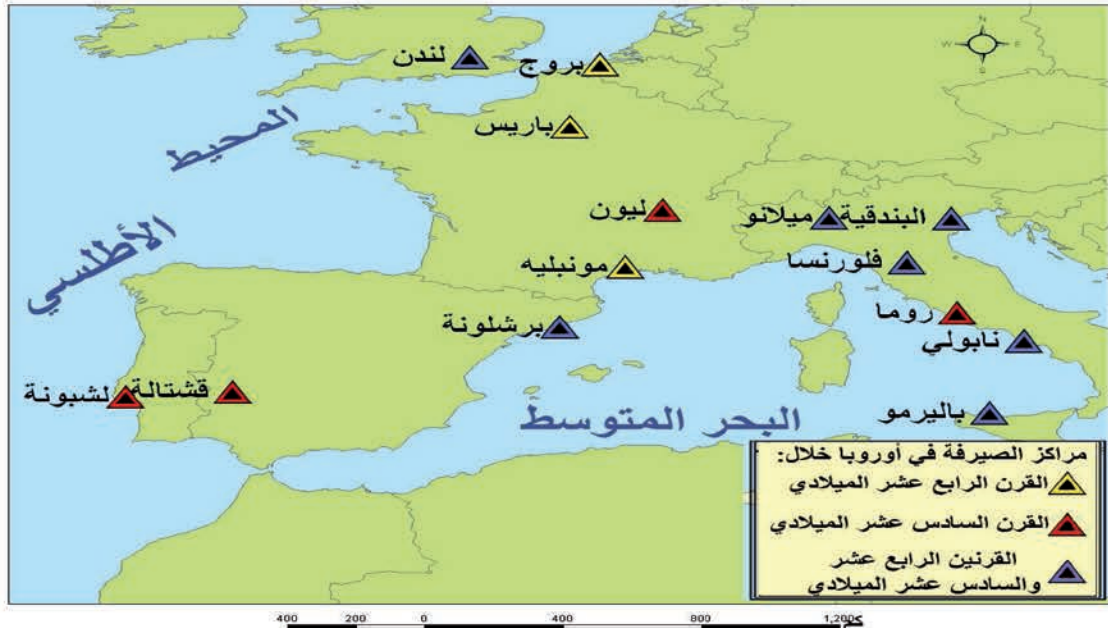 N
W
E
S
لندن
بروج
باريس
المحيط
الأطلسي
ليون
ميلانو
البندقية
فلورنسا
مونبليه
روما
نابولي
برشلونة
قشتالة
لشبونة
باليرمو
البحر المتوسط
مراكز الصيرفة في أوروبا خلال:
القرن الرابع عشر الميلادي
القرن السادس عشر الميلادي
القرنين الرابع عشر
والسادس عشر الميلادي
400 200 0 400 800 1,200 كم